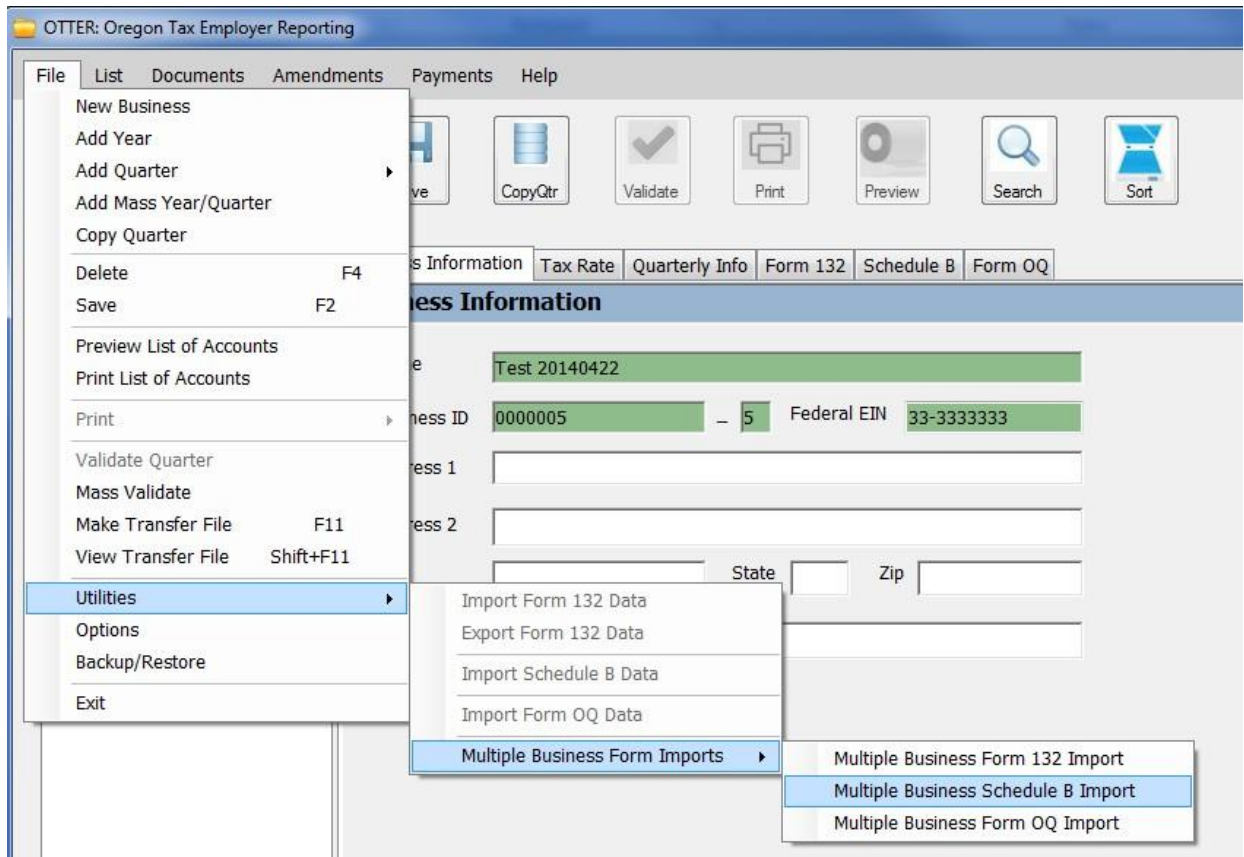 OTTER: Oregon Tax Employer Reporting
File List Documents Amendments Payments Help
New Business
Add Year
Add Quarter
Add Mass Year/Quarter
Copy Quarter
Delete F4
Save F2
Preview List of Accounts
Print List of Accounts
Print
Validate Quarter
Mass Validate
Make Transfer File F11
View Transfer File Shift+F11
Utilities
Options
Backup/Restore
Exit
ve CopyQtr Validate Print Preview Search Sort
s Information Tax Rate Quarterly Info Form 132 Schedule B Form OQ
ness Information
e Test 20140422
ness ID 0000005 – 5 Federal EIN 33-3333333
ress 1
ress 2
State Zip
Import Form 132 Data
Export Form 132 Data
Import Schedule B Data
Import Form OQ Data
Multiple Business Form Imports
Multiple Business Form 132 Import
Multiple Business Schedule B Import
Multiple Business Form OQ Import